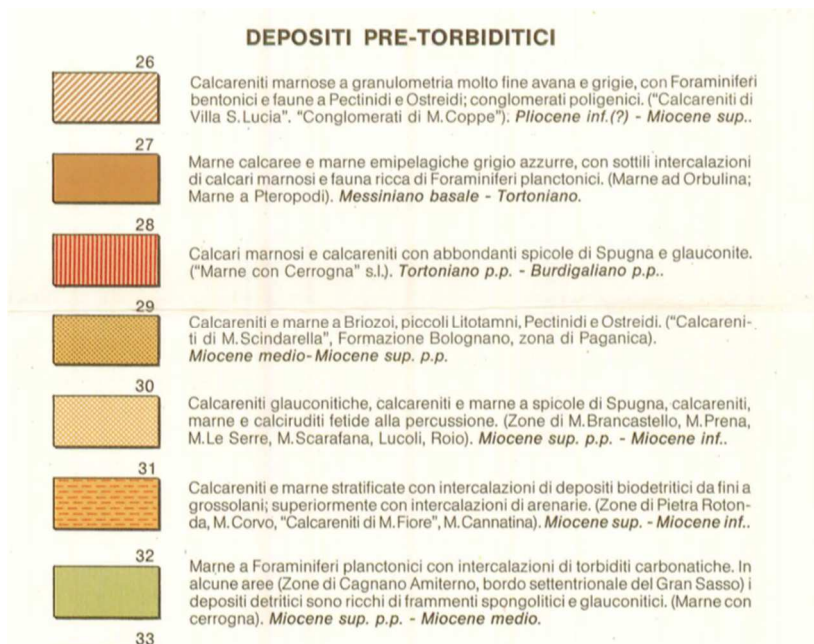 DEPOSITI PRE-TORBIDITICI
26
Calcareniti marnose a granulometria molto fine avana e grigie, con Foraminiferi
bentonici e faune a Pectinidi e Ostreidi; conglomerati poligenici. ("Calcareniti di
Villa S.Lucia". "Conglomerati di M.Coppe"). Pliocene inf.(?) - Miocene sup..
27
Marne calcaree e marne emipelagiche grigio azzurre, con sottili intercalazioni
di calcari marnosi e fauna ricca di Foraminiferi planctonici. (Marne ad Orbulina;
Marne a Pteropodi). Messiniano basale - Tortoniano.
28
Calcari marnosi e calcareniti con abbondanti spicole di Spugna e glauconite.
("Marne con Cerrogna" s.l.). Tortoniano p.p. - Burdigaliano p.p..
29
Calcareniti e marne a Briozoi, piccoli Litotamni, Pectinidi e Ostreidi. ("Calcareni-
ti di M.Scindarella", Formazione Bolognano, zona di Paganica).
Miocene medio-Miocene sup. p.p.
30
Calcareniti glauconitiche, calcareniti e marne a spicole di Spugna, calcareniti,
marne e calciruditi fetide alla percussione. (Zone di M.Brancastello, M.Prena,
M.Le Serre, M.Scarafana, Lucoli, Roio). Miocene sup. p.p. - Miocene inf..
31
Calcareniti e marne stratificate con intercalazioni di depositi biodetritici da fini a
grossolani; superiormente con intercalazioni di arenarie. (Zone di Pietra Roton-
da, M.Corvo, "Calcareniti di M.Fiore", M.Cannatina). Miocene sup. - Miocene inf..
32
Marne a Foraminiferi planctonici con intercalazioni di torbiditi carbonatiche. In
alcune aree (Zone di Cagnano Amiterno, bordo settentrionale del Gran Sasso) i
depositi detritici sono ricchi di frammenti spongolitici e glauconitici. (Marne con
cerrogna). Miocene sup. p.p. - Miocene medio.
33